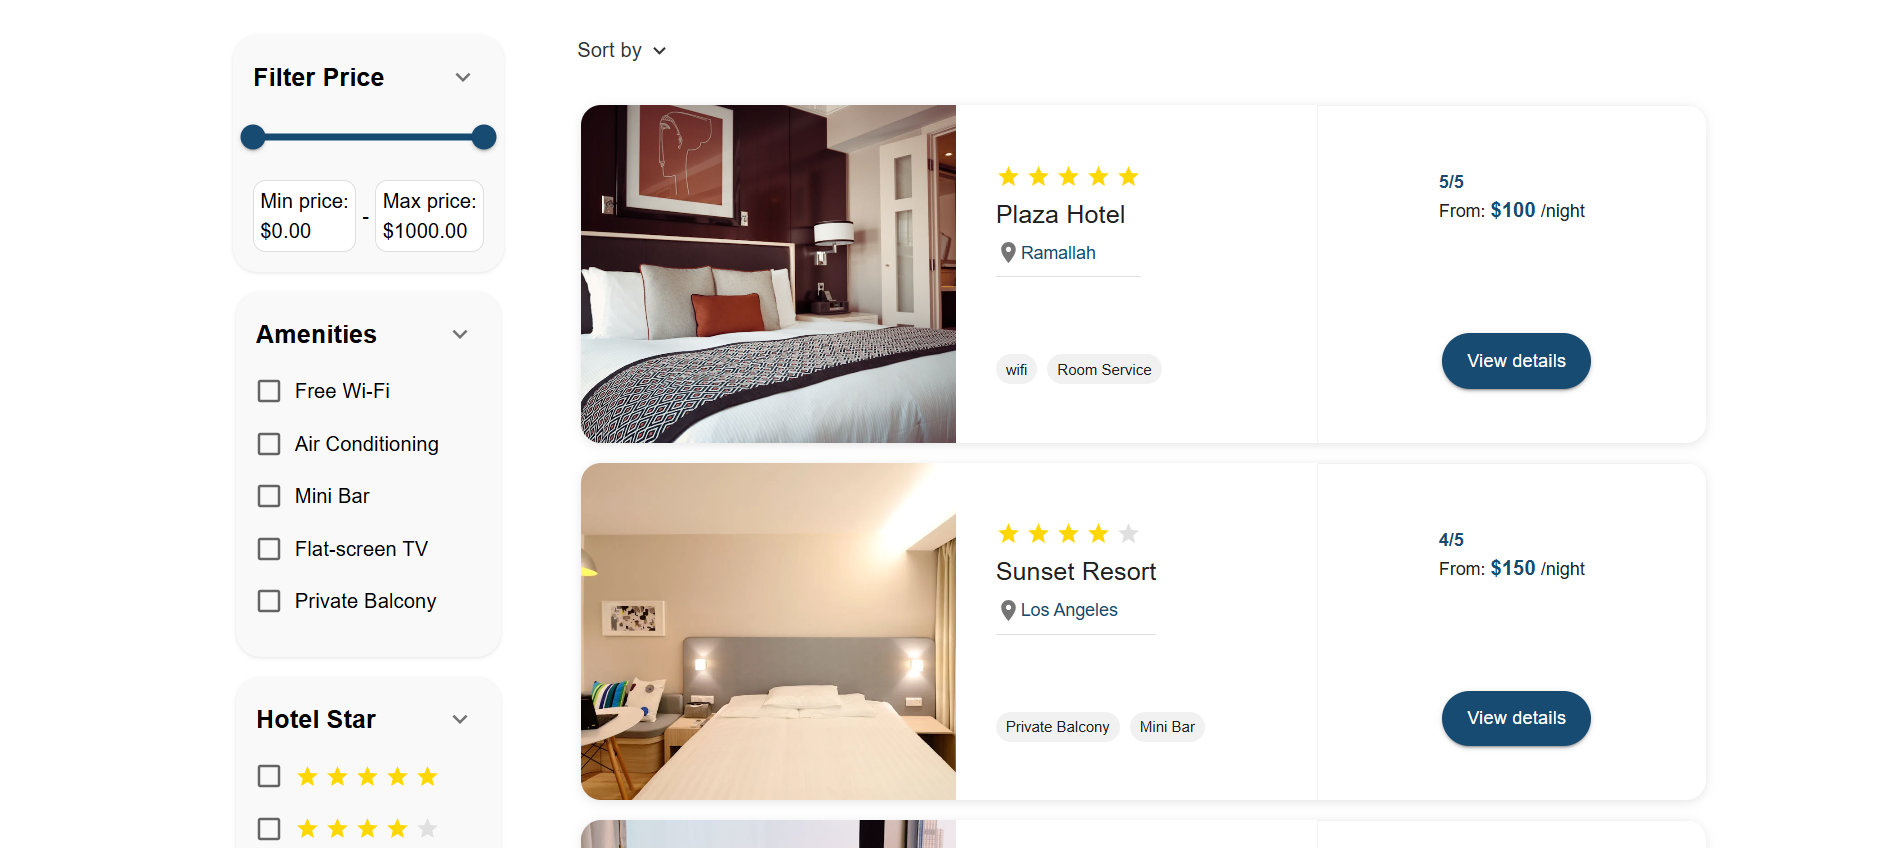 Filter Price
Min price:
$0.00
-
Max price:
$1000.00
Amenities
Free Wi-Fi
Air Conditioning
Mini Bar
Flat-screen TV
Private Balcony
Hotel Star
Sort by
Plaza Hotel
Ramallah
wifi
Room Service
5/5
From: $100 /night
View details
Sunset Resort
Los Angeles
Private Balcony
Mini Bar
4/5
From: $150 /night
View details